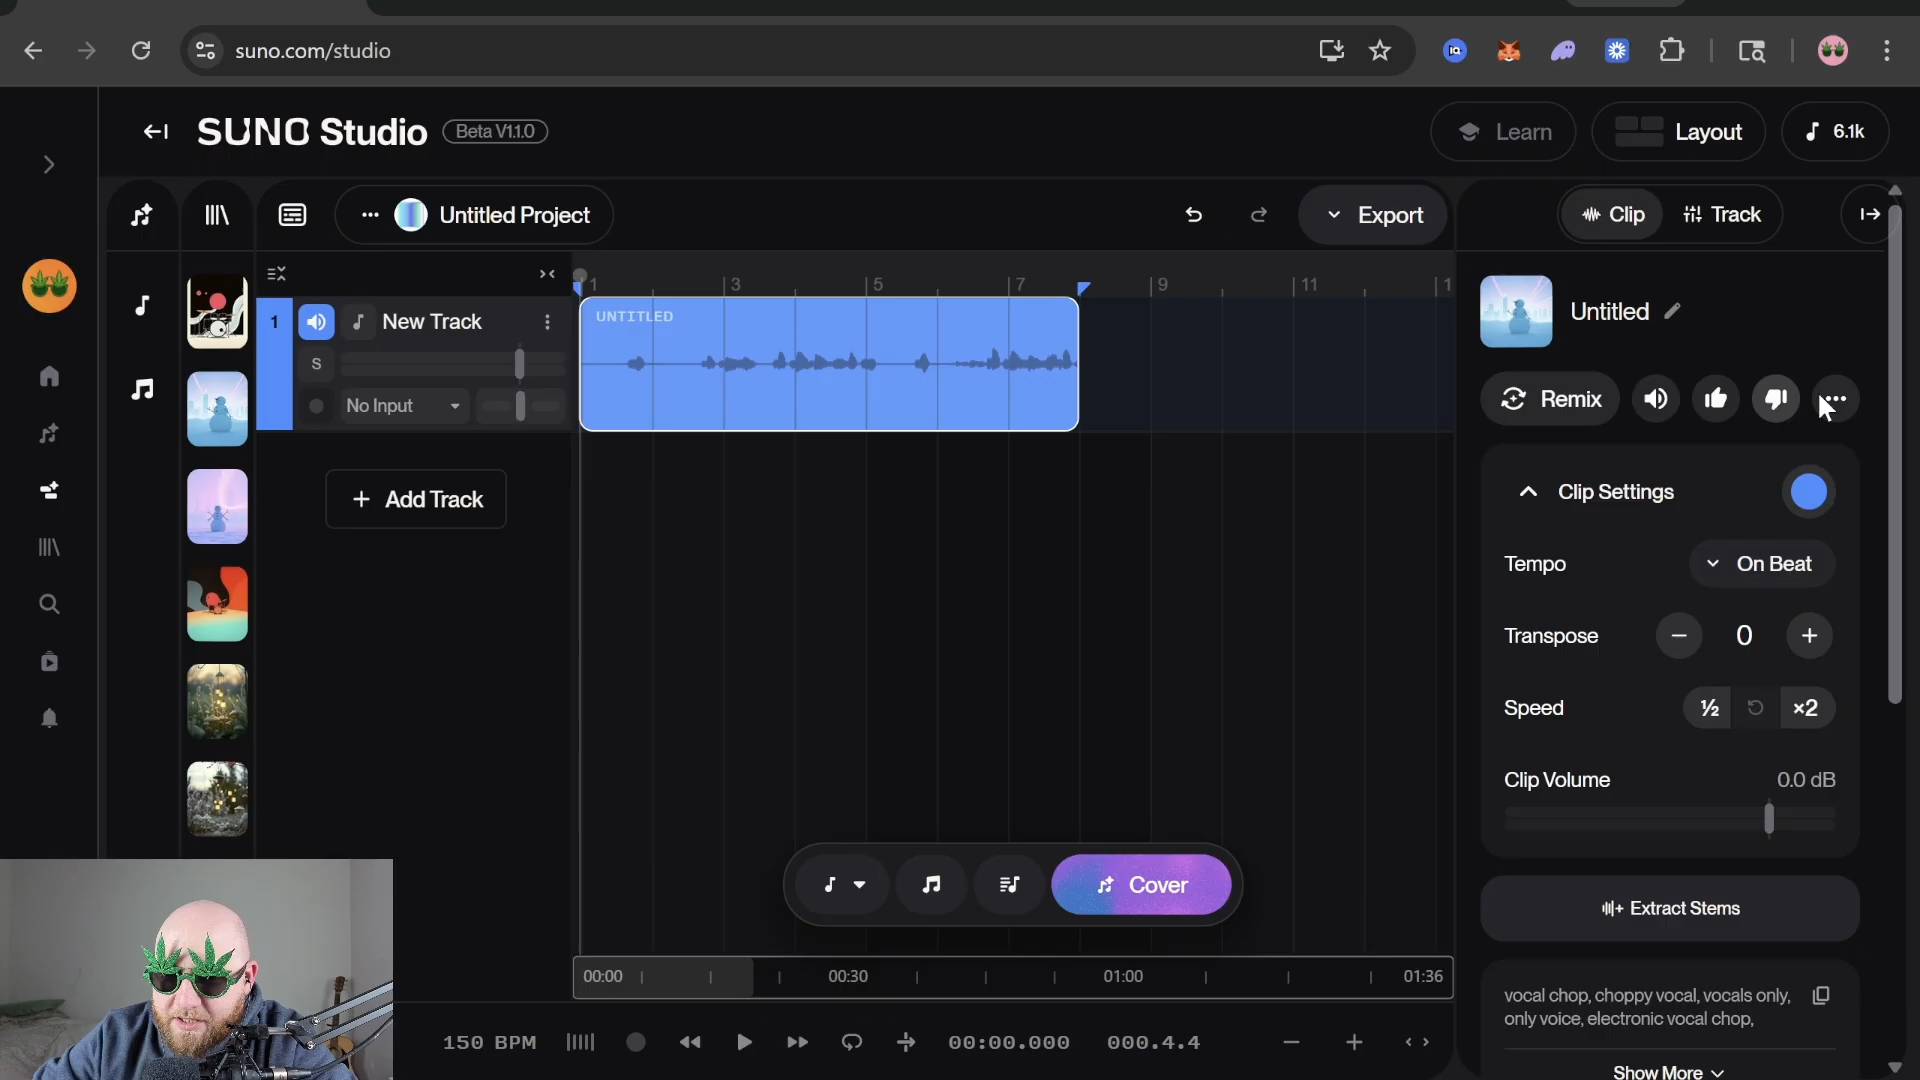 suno.com/studio
SUNO Studio
Beta V1.1.0
Learn
Layout
6.1k
Untitled Project
Export
Clip
Track
1
3
5
7
9
11
1
1
New Track
UNTITLED
S
No Input
Add Track
Untitled
Remix
Clip Settings
Tempo
On Beat
Transpose
0
Speed
½
×2
Clip Volume
0.0 dB
Cover
Extract Stems
00:00
00:30
01:00
01:36
vocal chop, choppy vocal, vocals only,
only voice, electronic vocal chop,
Show More
150 BPM
00:00.000
000.4.4